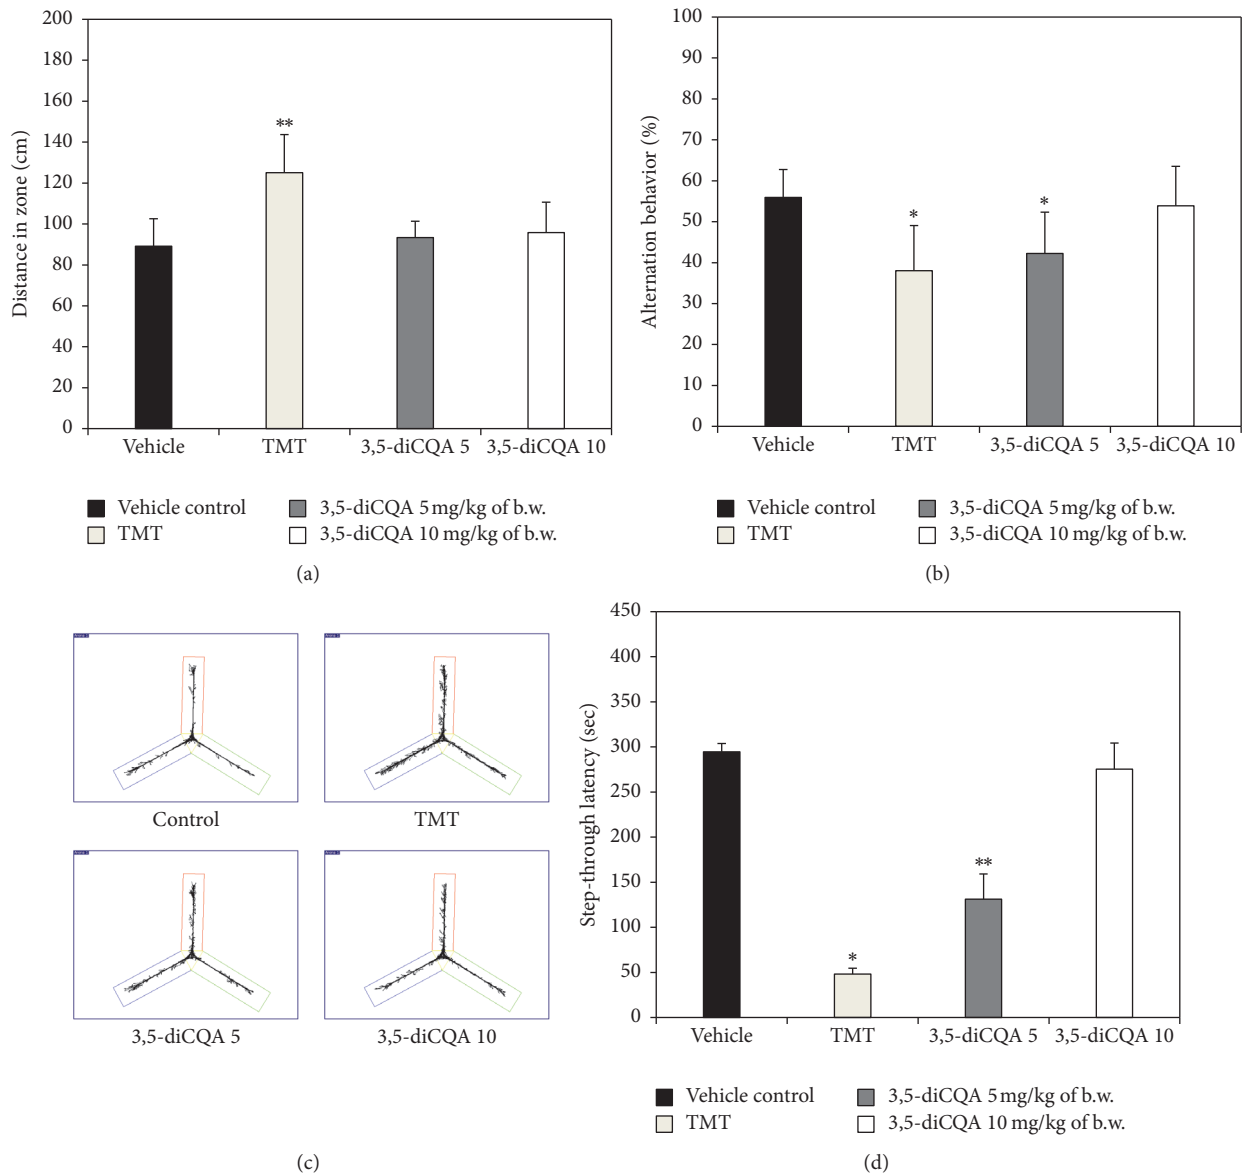 200
180
160
140
120
100
80
60
40
20
0
Distance in zone (cm)
**
Vehicle TMT 3,5-diCQA 5 3,5-diCQA 10
Vehicle control 3,5-diCQA 5 mg/kg of b.w.
TMT 3,5-diCQA 10 mg/kg of b.w.
(a)
100
90
80
70
60
50
40
30
20
10
0
Alternation behavior (%)
* *
Vehicle TMT 3,5-diCQA 5 3,5-diCQA 10
Vehicle control 3,5-diCQA 5 mg/kg of b.w.
TMT 3,5-diCQA 10 mg/kg of b.w.
(b)
Control TMT
3,5-diCQA 5 3,5-diCQA 10
(c)
450
400
350
300
250
200
150
100
50
0
Step-through latency (sec)
* **
Vehicle TMT 3,5-diCQA 5 3,5-diCQA 10
Vehicle control 3,5-diCQA 5 mg/kg of b.w.
TMT 3,5-diCQA 10 mg/kg of b.w.
(d)